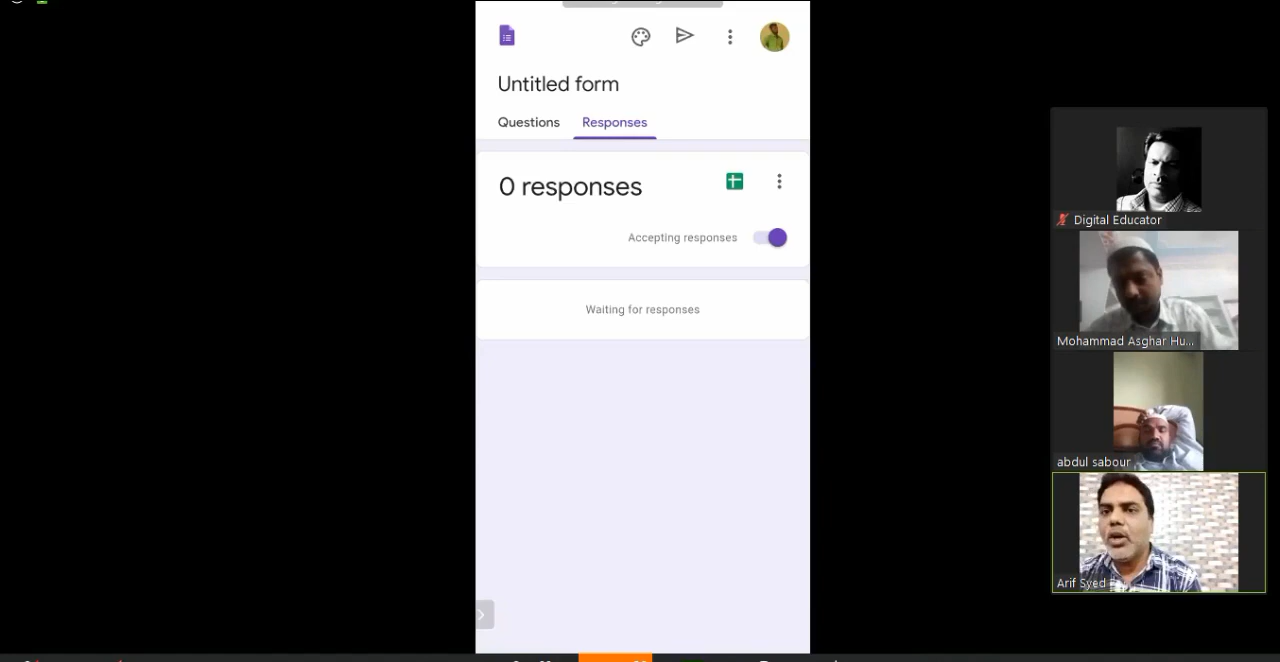 Untitled form
Questions Responses
0 responses
Accepting responses
Waiting for responses
Digital Educator
Mohammad Asghar Hu...
abdul sabour
Arif Syed